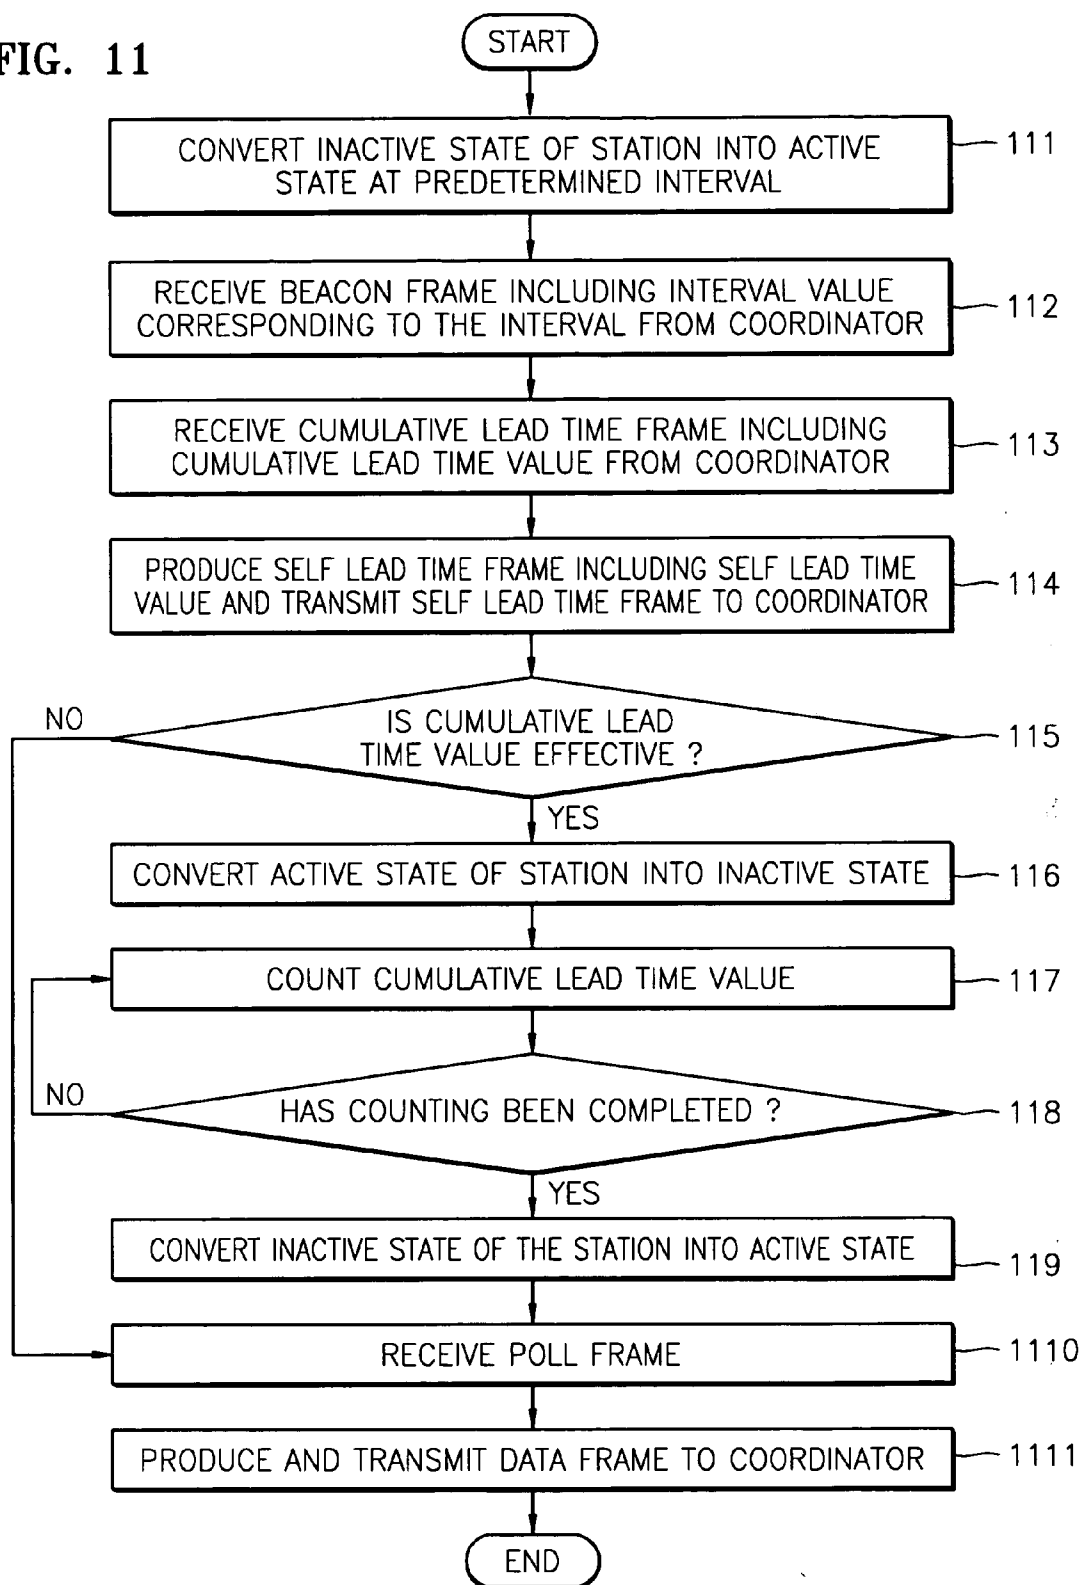 FIG. 11
START
CONVERT INACTIVE STATE OF STATION INTO ACTIVE
STATE AT PREDETERMINED INTERVAL
111
RECEIVE BEACON FRAME INCLUDING INTERVAL VALUE
CORRESPONDING TO THE INTERVAL FROM COORDINATOR
112
RECEIVE CUMULATIVE LEAD TIME FRAME INCLUDING
CUMULATIVE LEAD TIME VALUE FROM COORDINATOR
113
PRODUCE SELF LEAD TIME FRAME INCLUDING SELF LEAD TIME
VALUE AND TRANSMIT SELF LEAD TIME FRAME TO COORDINATOR
114
NO
IS CUMULATIVE LEAD
TIME VALUE EFFECTIVE ?
115
YES
CONVERT ACTIVE STATE OF STATION INTO INACTIVE STATE
116
COUNT CUMULATIVE LEAD TIME VALUE
117
NO
HAS COUNTING BEEN COMPLETED ?
118
YES
CONVERT INACTIVE STATE OF THE STATION INTO ACTIVE STATE
119
RECEIVE POLL FRAME
1110
PRODUCE AND TRANSMIT DATA FRAME TO COORDINATOR
1111
END